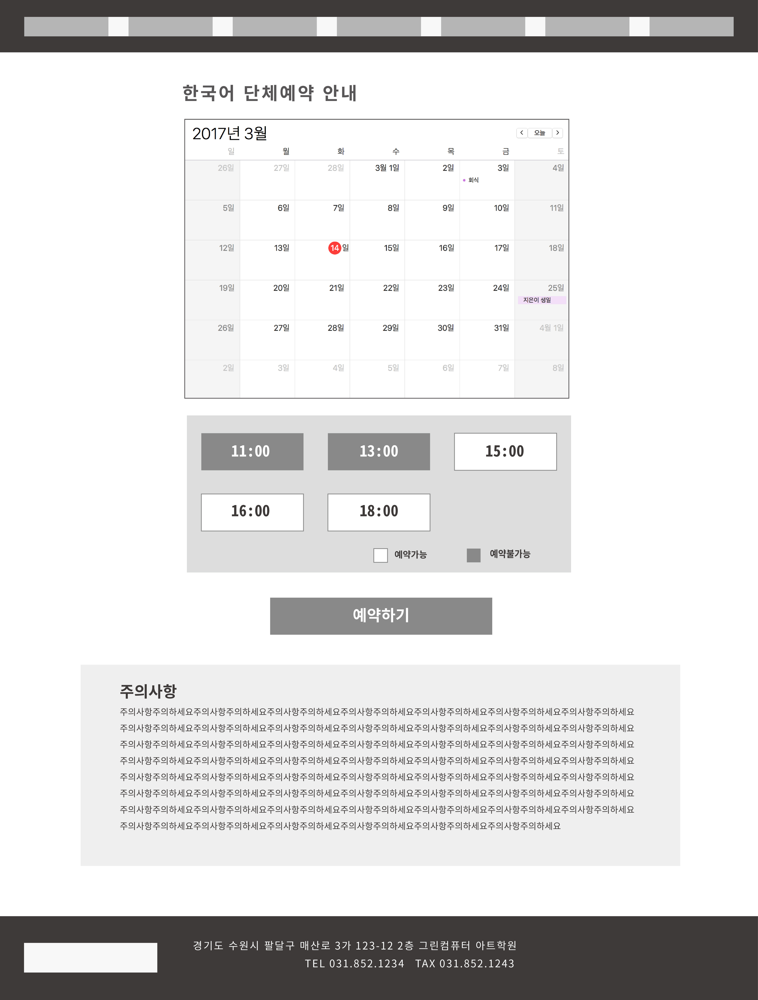 한국어 단체예약 안내
2017년 3월
오늘
일 월 화 수 목 금 토
26일 27일 28일 3월 1일 2일 3일 4일
회식
5일 6일 7일 8일 9일 10일 11일
12일 13일 14일 15일 16일 17일 18일
19일 20일 21일 22일 23일 24일 25일
지은이 생일
26일 27일 28일 29일 30일 31일 4월 1일
2일 3일 4일 5일 6일 7일 8일
11:00 13:00 15:00
16:00 18:00
예약가능 예약불가능
예약하기
주의사항
주의사항주의하세요주의사항주의하세요주의사항주의하세요주의사항주의하세요주의사항주의하세요주의사항주의하세요주의사항주의하세요
주의사항주의하세요주의사항주의하세요주의사항주의하세요주의사항주의하세요주의사항주의하세요주의사항주의하세요주의사항주의하세요
주의사항주의하세요주의사항주의하세요주의사항주의하세요주의사항주의하세요주의사항주의하세요주의사항주의하세요주의사항주의하세요
주의사항주의하세요주의사항주의하세요주의사항주의하세요주의사항주의하세요주의사항주의하세요주의사항주의하세요주의사항주의하세요
주의사항주의하세요주의사항주의하세요주의사항주의하세요주의사항주의하세요주의사항주의하세요주의사항주의하세요주의사항주의하세요
주의사항주의하세요주의사항주의하세요주의사항주의하세요주의사항주의하세요주의사항주의하세요주의사항주의하세요주의사항주의하세요
주의사항주의하세요주의사항주의하세요주의사항주의하세요주의사항주의하세요주의사항주의하세요주의사항주의하세요주의사항주의하세요
주의사항주의하세요주의사항주의하세요주의사항주의하세요주의사항주의하세요주의사항주의하세요주의사항주의하세요
경기도 수원시 팔달구 매산로 3가 123-12 2층 그린컴퓨터 아트학원
TEL 031.852.1234 TAX 031.852.1243